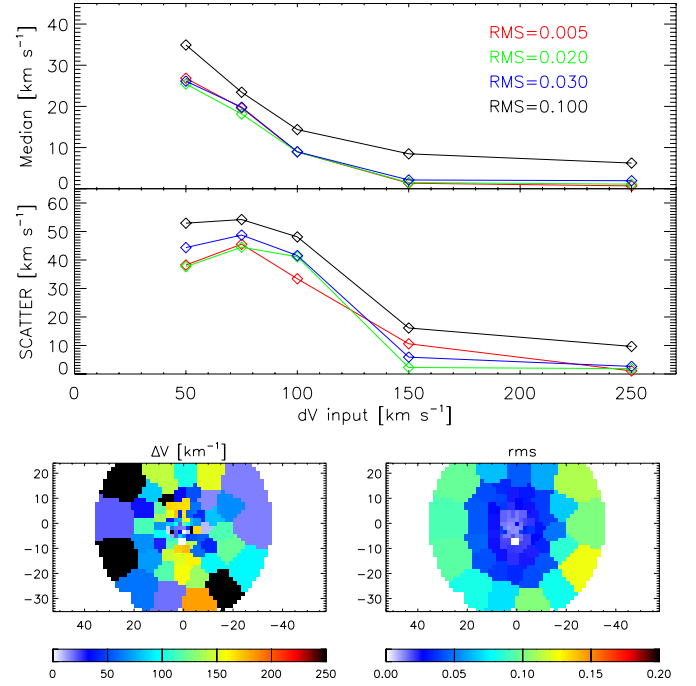 40
30
20
10
0
Median [km s⁻¹]
RMS=0.005
RMS=0.020
RMS=0.030
RMS=0.100
60
50
40
30
20
10
0
SCATTER [km s⁻¹]
0 50 100 150 200 250
dV input [km s⁻¹]
ΔV [km⁻¹]
20
10
0
−10
−20
−30
40 20 0 −20 −40
0 50 100 150 200 250
rms
20
10
0
−10
−20
−30
40 20 0 −20 −40
0.00 0.05 0.10 0.15 0.20